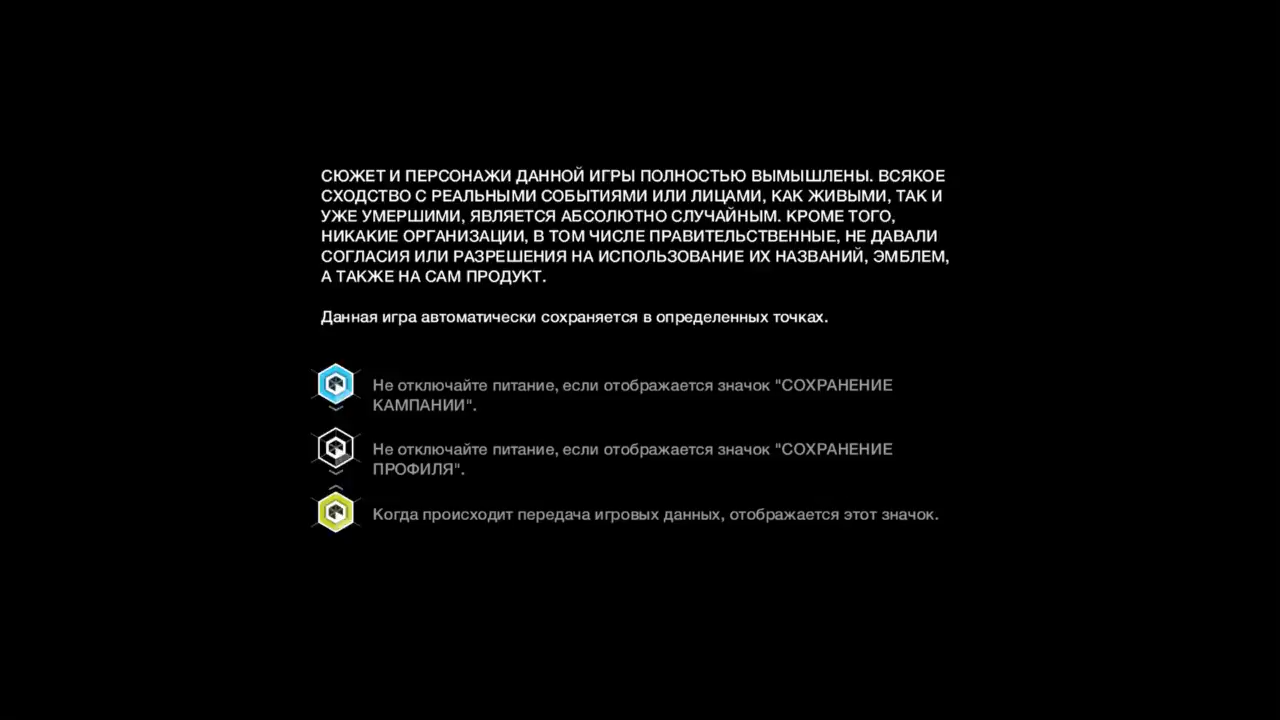 СЮЖЕТ И ПЕРСОНАЖИ ДАННОЙ ИГРЫ ПОЛНОСТЬЮ ВЫМЫШЛЕНЫ. ВСЯКОЕ
СХОДСТВО С РЕАЛЬНЫМИ СОБЫТИЯМИ ИЛИ ЛИЦАМИ, КАК ЖИВЫМИ, ТАК И
УЖЕ УМЕРШИМИ, ЯВЛЯЕТСЯ АБСОЛЮТНО СЛУЧАЙНЫМ. КРОМЕ ТОГО,
НИКАКИЕ ОРГАНИЗАЦИИ, В ТОМ ЧИСЛЕ ПРАВИТЕЛЬСТВЕННЫЕ, НЕ ДАВАЛИ
СОГЛАСИЯ ИЛИ РАЗРЕШЕНИЯ НА ИСПОЛЬЗОВАНИЕ ИХ НАЗВАНИЙ, ЭМБЛЕМ,
А ТАКЖЕ НА САМ ПРОДУКТ.
Данная игра автоматически сохраняется в определенных точках.
Не отключайте питание, если отображается значок "СОХРАНЕНИЕ
КАМПАНИИ".
Не отключайте питание, если отображается значок "СОХРАНЕНИЕ
ПРОФИЛЯ".
Когда происходит передача игровых данных, отображается этот значок.